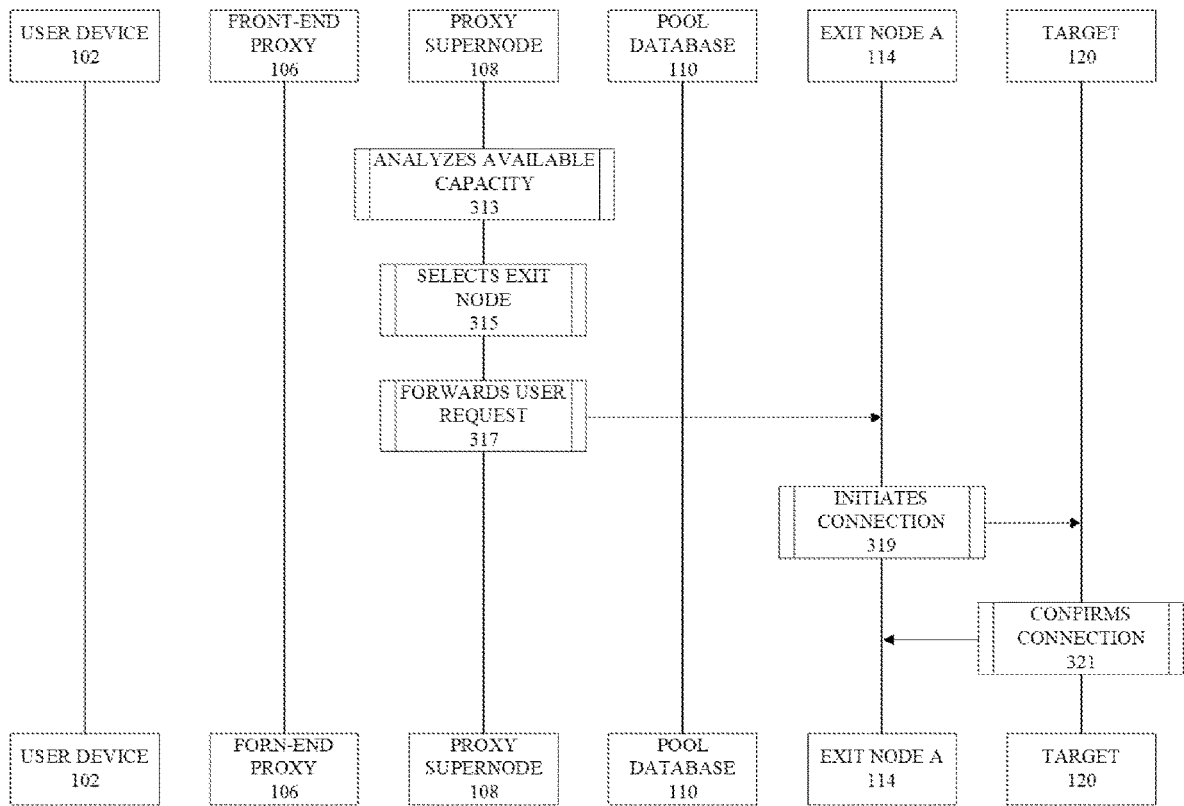 USER DEVICE
102
FRONT-END
PROXY
106
PROXY
SUPERNODE
108
POOL
DATABASE
110
EXIT NODE A
114
TARGET
120
ANALYZES AVAILABLE
CAPACITY
313
SELECTS EXIT
NODE
315
FORWARDS USER
REQUEST
317
INITIATES
CONNECTION
319
CONFIRMS
CONNECTION
321
USER DEVICE
102
FORN-END
PROXY
106
PROXY
SUPERNODE
108
POOL
DATABASE
110
EXIT NODE A
114
TARGET
120